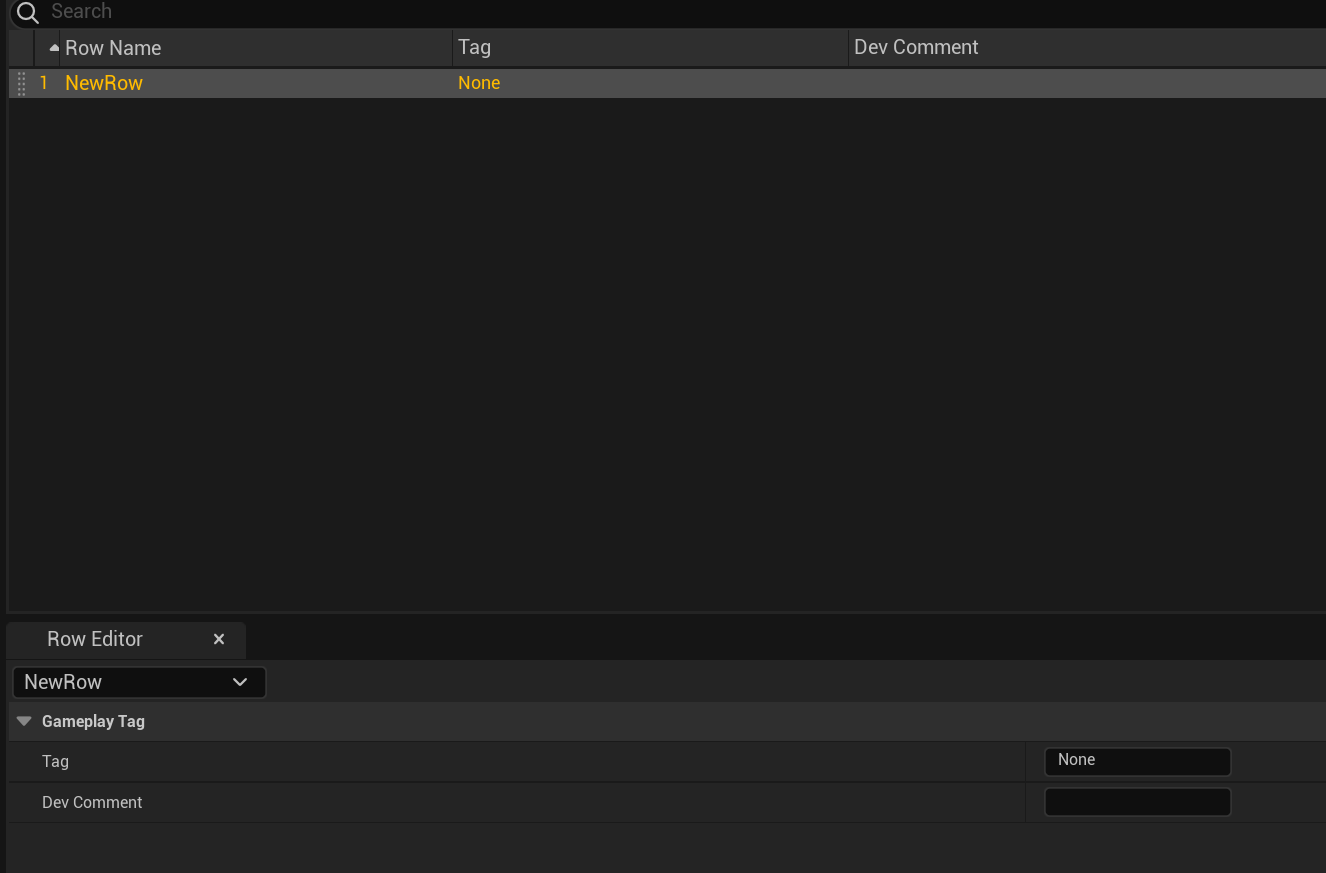 Search
Row Name Tag Dev Comment
1 NewRow None
Row Editor
NewRow
Gameplay Tag
Tag None
Dev Comment